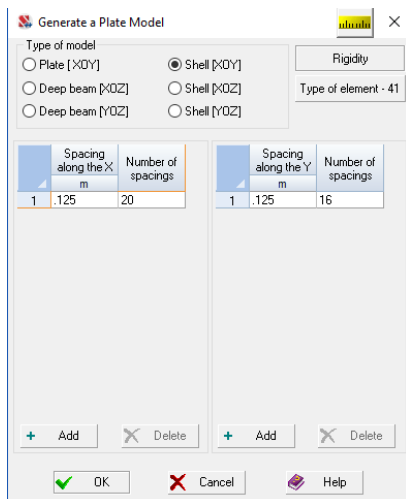 Generate a Plate Model
Type of model
Plate [XOY]
Shell [XOY]
Rigidity
Deep beam [XOZ]
Shell [XOZ]
Type of element - 41
Deep beam [YOZ]
Shell [YOZ]
Spacing
along the X
Number of
spacings
m
1 .125 20
Spacing
along the Y
Number of
spacings
m
1 .125 16
Add
Delete
Add
Delete
OK
Cancel
Help